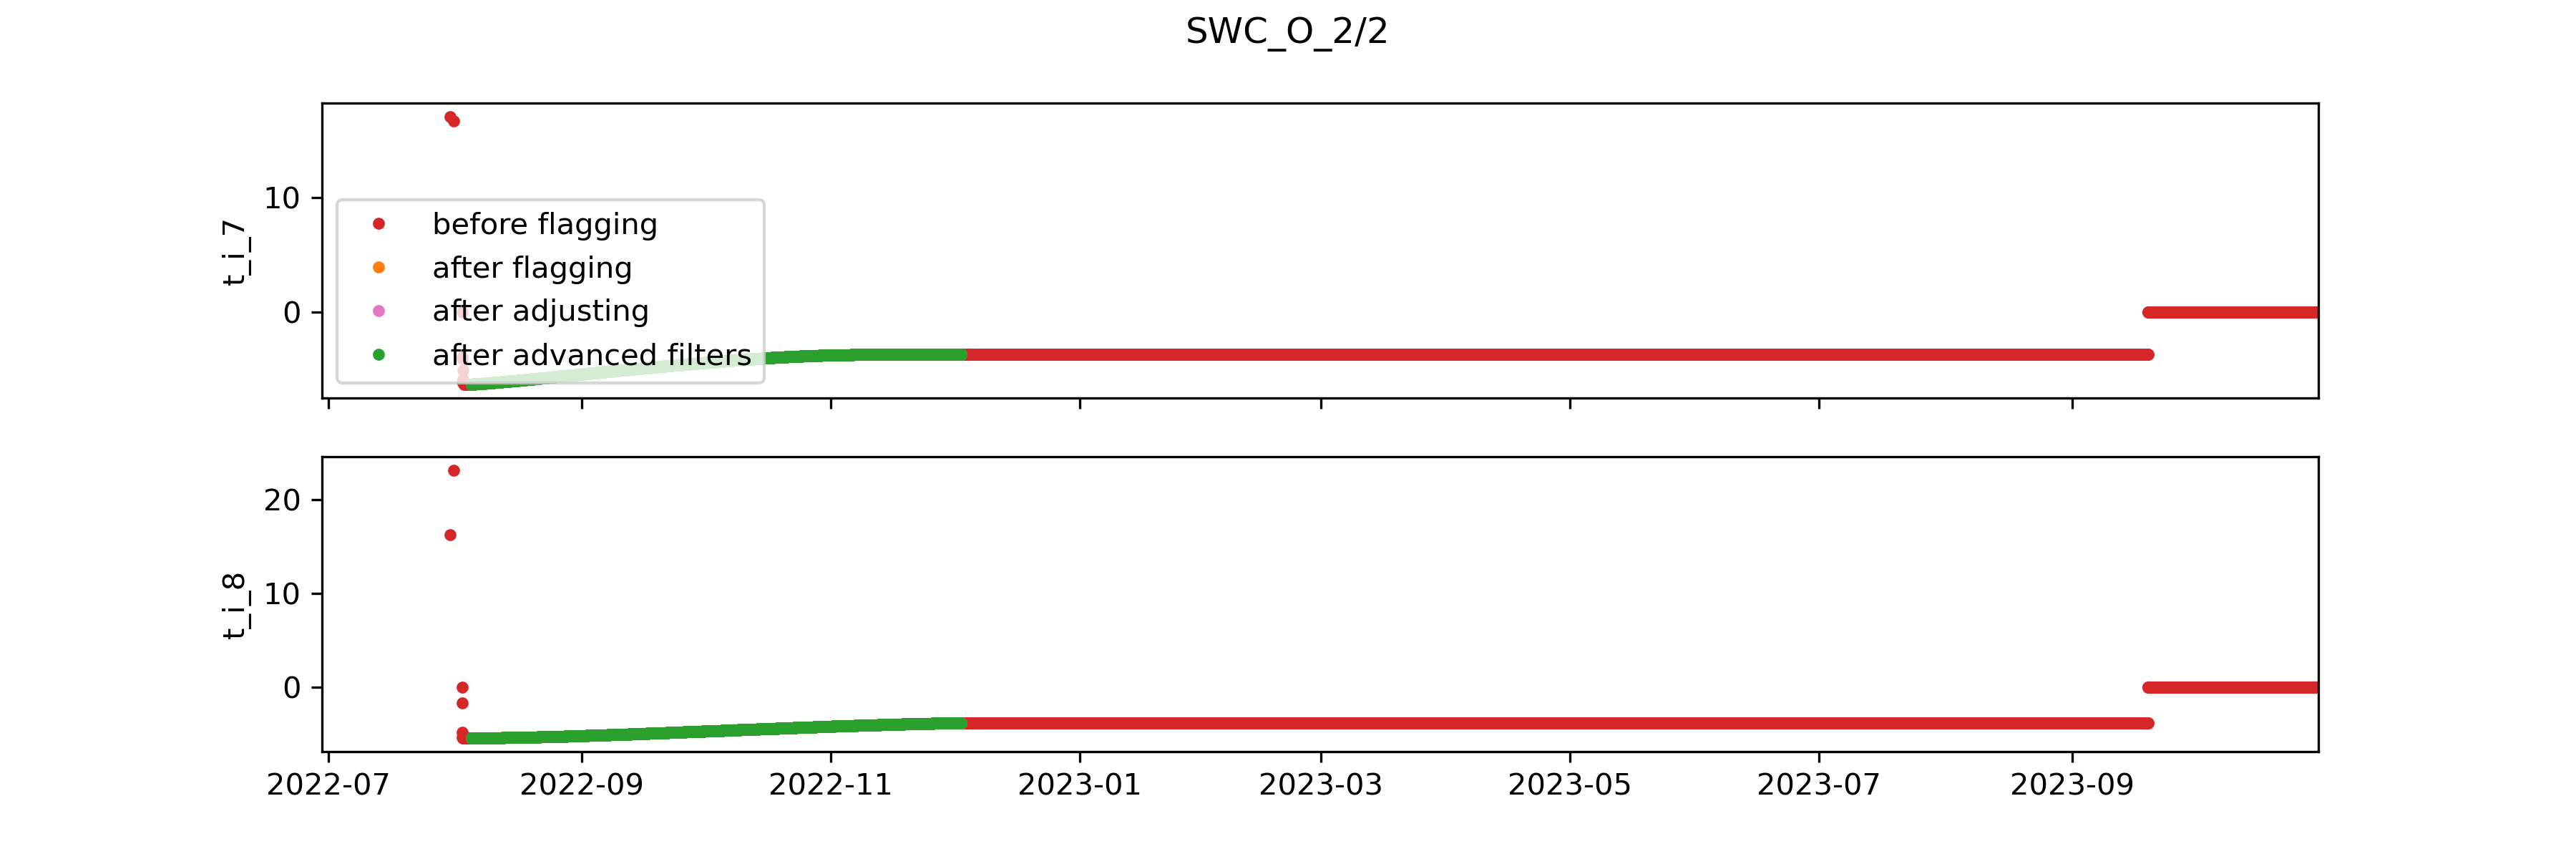 SWC_O_2/2
t_i_7
10
0
before flagging
after flagging
after adjusting
after advanced filters
t_i_8
20
10
0
2022-07 2022-09 2022-11 2023-01 2023-03 2023-05 2023-07 2023-09